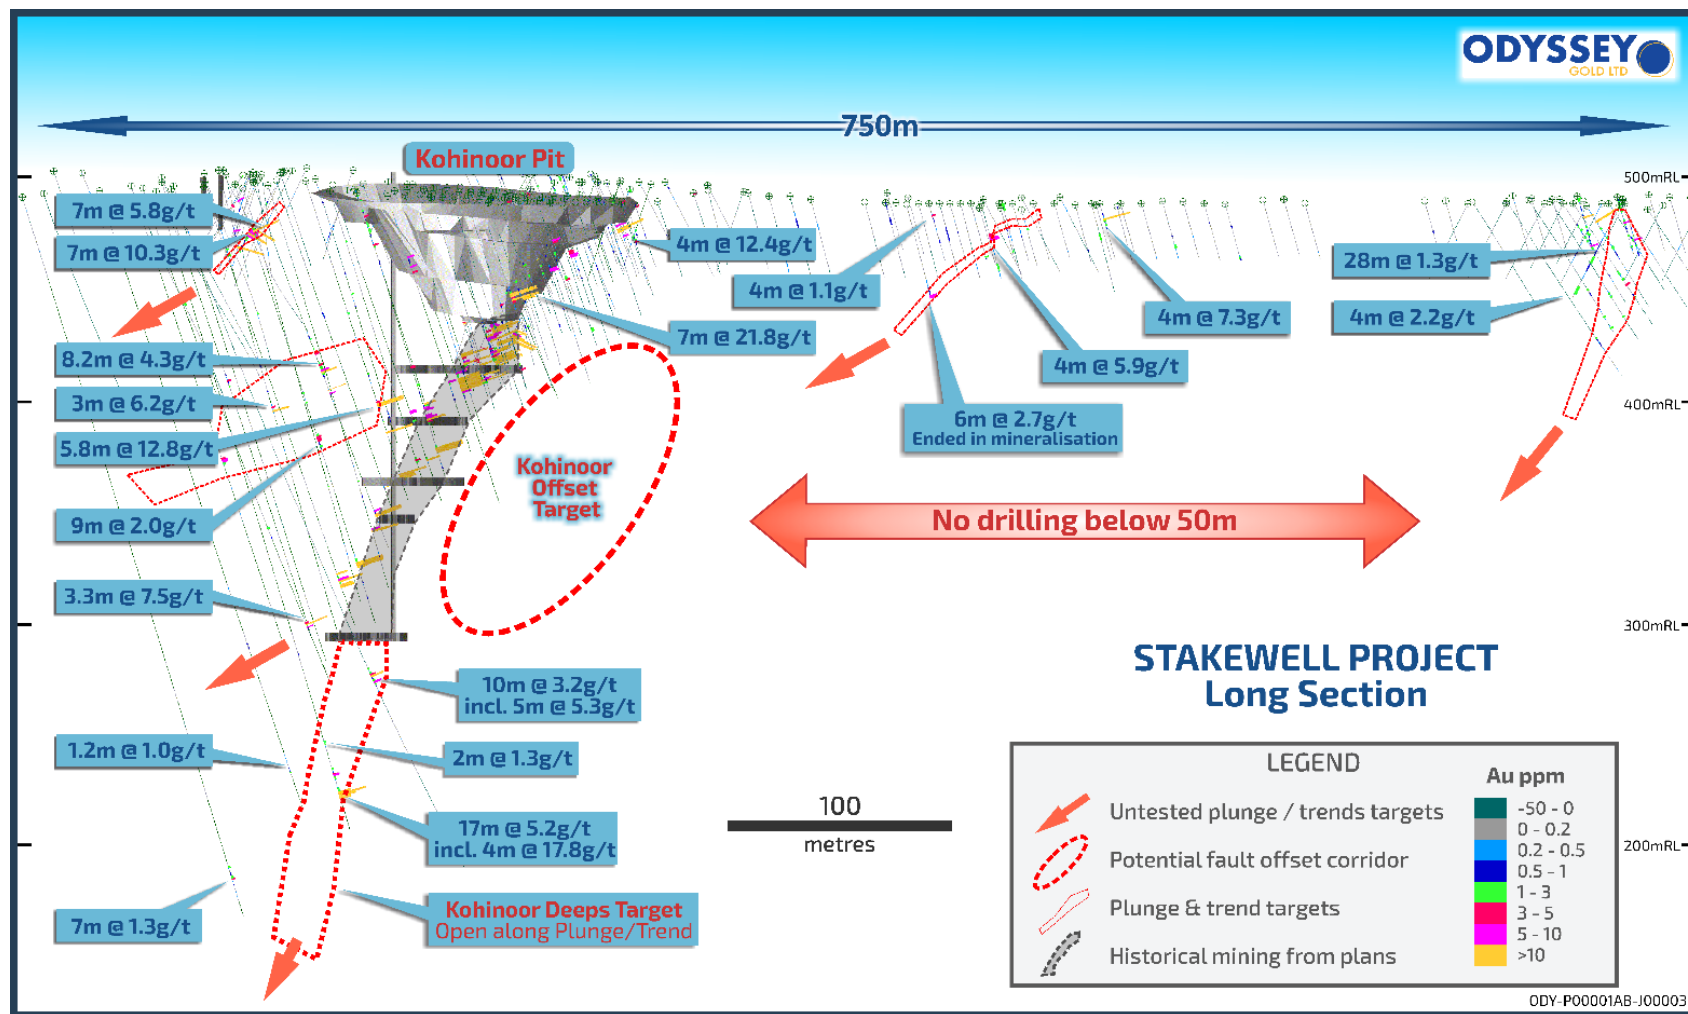 ODYSSEY
GOLD LTD
750m
Kohinoor Pit
500mRL
7m @ 5.8g/t
7m @ 10.3g/t
4m @ 12.4g/t
4m @ 1.1g/t
28m @ 1.3g/t
4m @ 7.3g/t
4m @ 2.2g/t
7m @ 21.8g/t
8.2m @ 4.3g/t
4m @ 5.9g/t
3m @ 6.2g/t
400mRL
6m @ 2.7g/t
Ended in mineralisation
5.8m @ 12.8g/t
Kohinoor
Offset
Target
9m @ 2.0g/t
No drilling below 50m
3.3m @ 7.5g/t
300mRL
STAKEWELL PROJECT
Long Section
10m @ 3.2g/t
incl. 5m @ 5.3g/t
1.2m @ 1.0g/t
2m @ 1.3g/t
17m @ 5.2g/t
incl. 4m @ 17.8g/t
100
metres
200mRL
7m @ 1.3g/t
Kohinoor Deeps Target
Open along Plunge/Trend
LEGEND
Untested plunge / trends targets
Potential fault offset corridor
Plunge & trend targets
Historical mining from plans
Au ppm
-50 - 0
0 - 0.2
0.2 - 0.5
0.5 - 1
1 - 3
3 - 5
5 - 10
>10
ODY-P00001AB-J00003